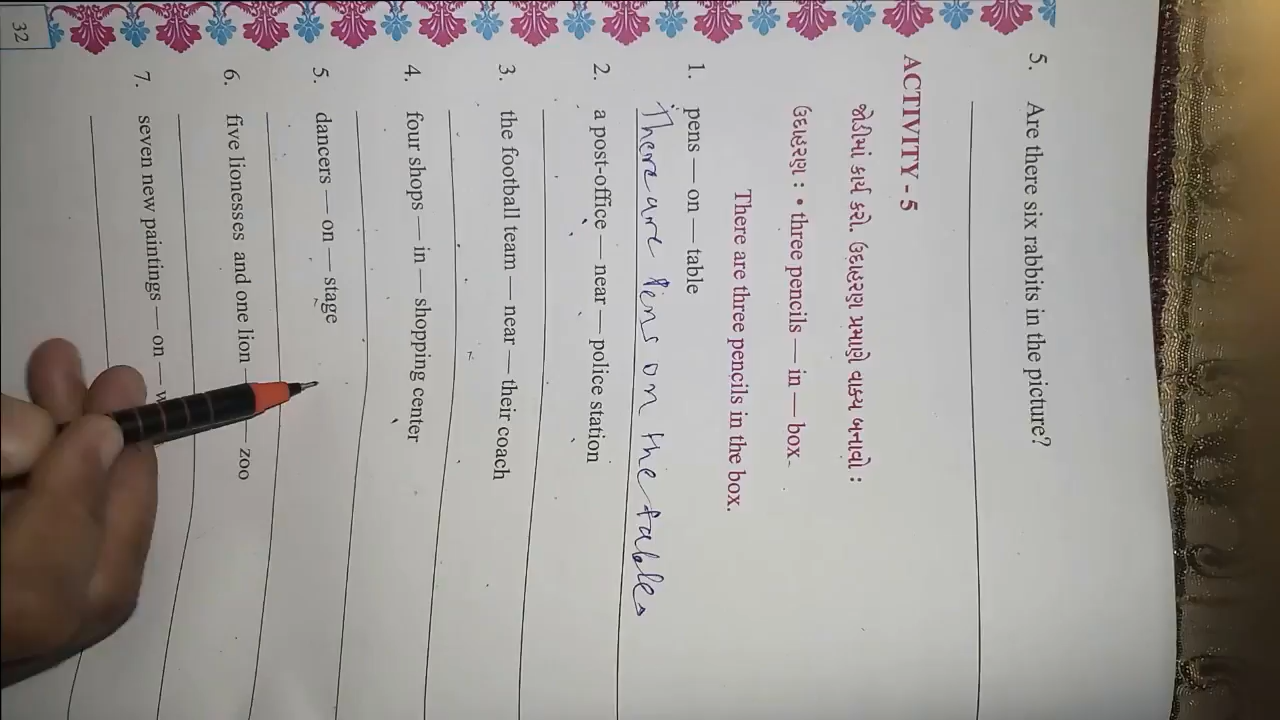 5. Are there six rabbits in the picture?
ACTIVITY - 5
જોડીમાં કાર્ય કરો. ઉદાહરણ પ્રમાણે વાક્ય બનાવો :
ઉદાહરણ : • three pencils — in — box
There are three pencils in the box.
1. pens — on — table
There are pens on the table.
2. a post-office — near — police station
3. the football team — near — their coach
4. four shops — in — shopping center
5. dancers — on — stage
6. five lionesses and one lion — — zoo
7. seven new paintings — on —
32